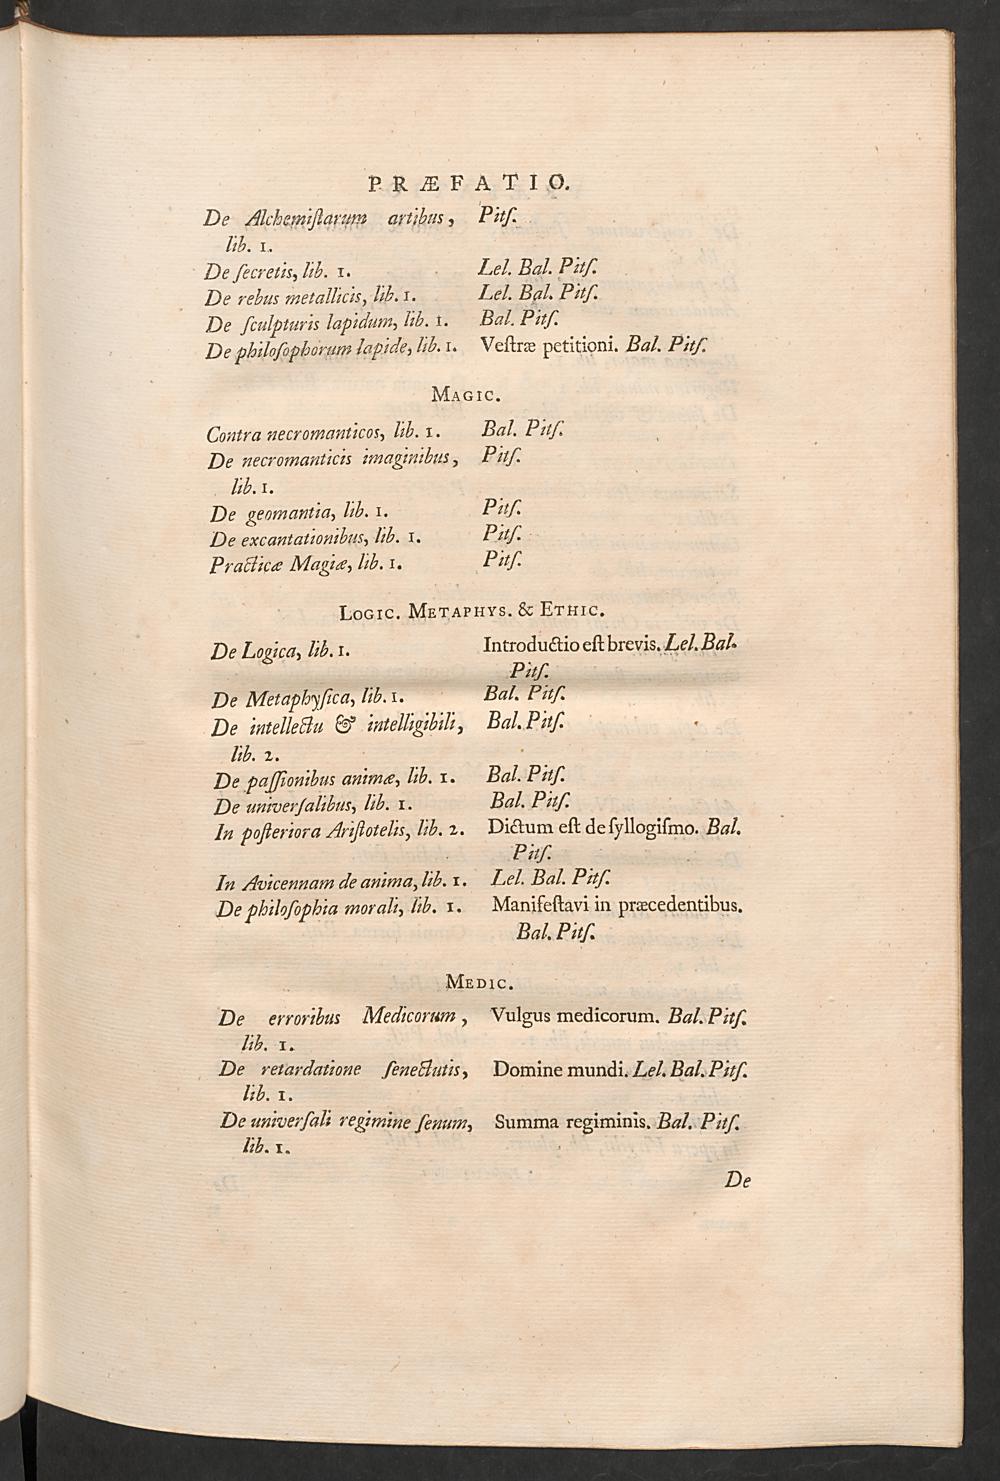 PRÆFATIO.
De Alchemiſtarum artibus, Pitſ.
lib. 1.
De ſecretis, lib. 1. Lel. Bal. Pitſ.
De rebus metallicis, lib. 1. Lel. Bal. Pitſ.
De ſculpturis lapidum, lib. 1. Bal. Pitſ.
De philoſophorum lapide, lib. 1. Veſtræ petitioni. Bal. Pitſ.
MAGIC.
Contra necromanticos, lib. 1. Bal. Pitſ.
De necromanticis imaginibus, Pitſ.
lib. 1.
De geomantia, lib. 1. Pitſ.
De excantationibus, lib. 1. Pitſ.
Practicæ Magiæ, lib. 1. Pitſ.
LOGIC. METAPHYS. & ETHIC.
De Logica, lib. 1. Introductio eſt brevis. Lel. Bal.
Pitſ.
De Metaphyſica, lib. 1. Bal. Pitſ.
De intellectu & intelligibili, Bal. Pitſ.
lib. 2.
De paſſionibus animæ, lib. 1. Bal. Pitſ.
De univerſalibus, lib. 1. Bal. Pitſ.
In poſteriora Ariſtotelis, lib. 2. Dictum eſt de ſyllogiſmo. Bal.
Pitſ.
In Avicennam de anima, lib. 1. Lel. Bal. Pitſ.
De philoſophia morali, lib. 1. Manifeſtavi in præcedentibus.
Bal. Pitſ.
MEDIC.
De erroribus Medicorum, Vulgus medicorum. Bal. Pitſ.
lib. 1.
De retardatione ſenectutis, Domine mundi. Lel. Bal. Pitſ.
lib. 1.
De univerſali regimine ſenum, Summa regiminis. Bal. Pitſ.
lib. 1.
De